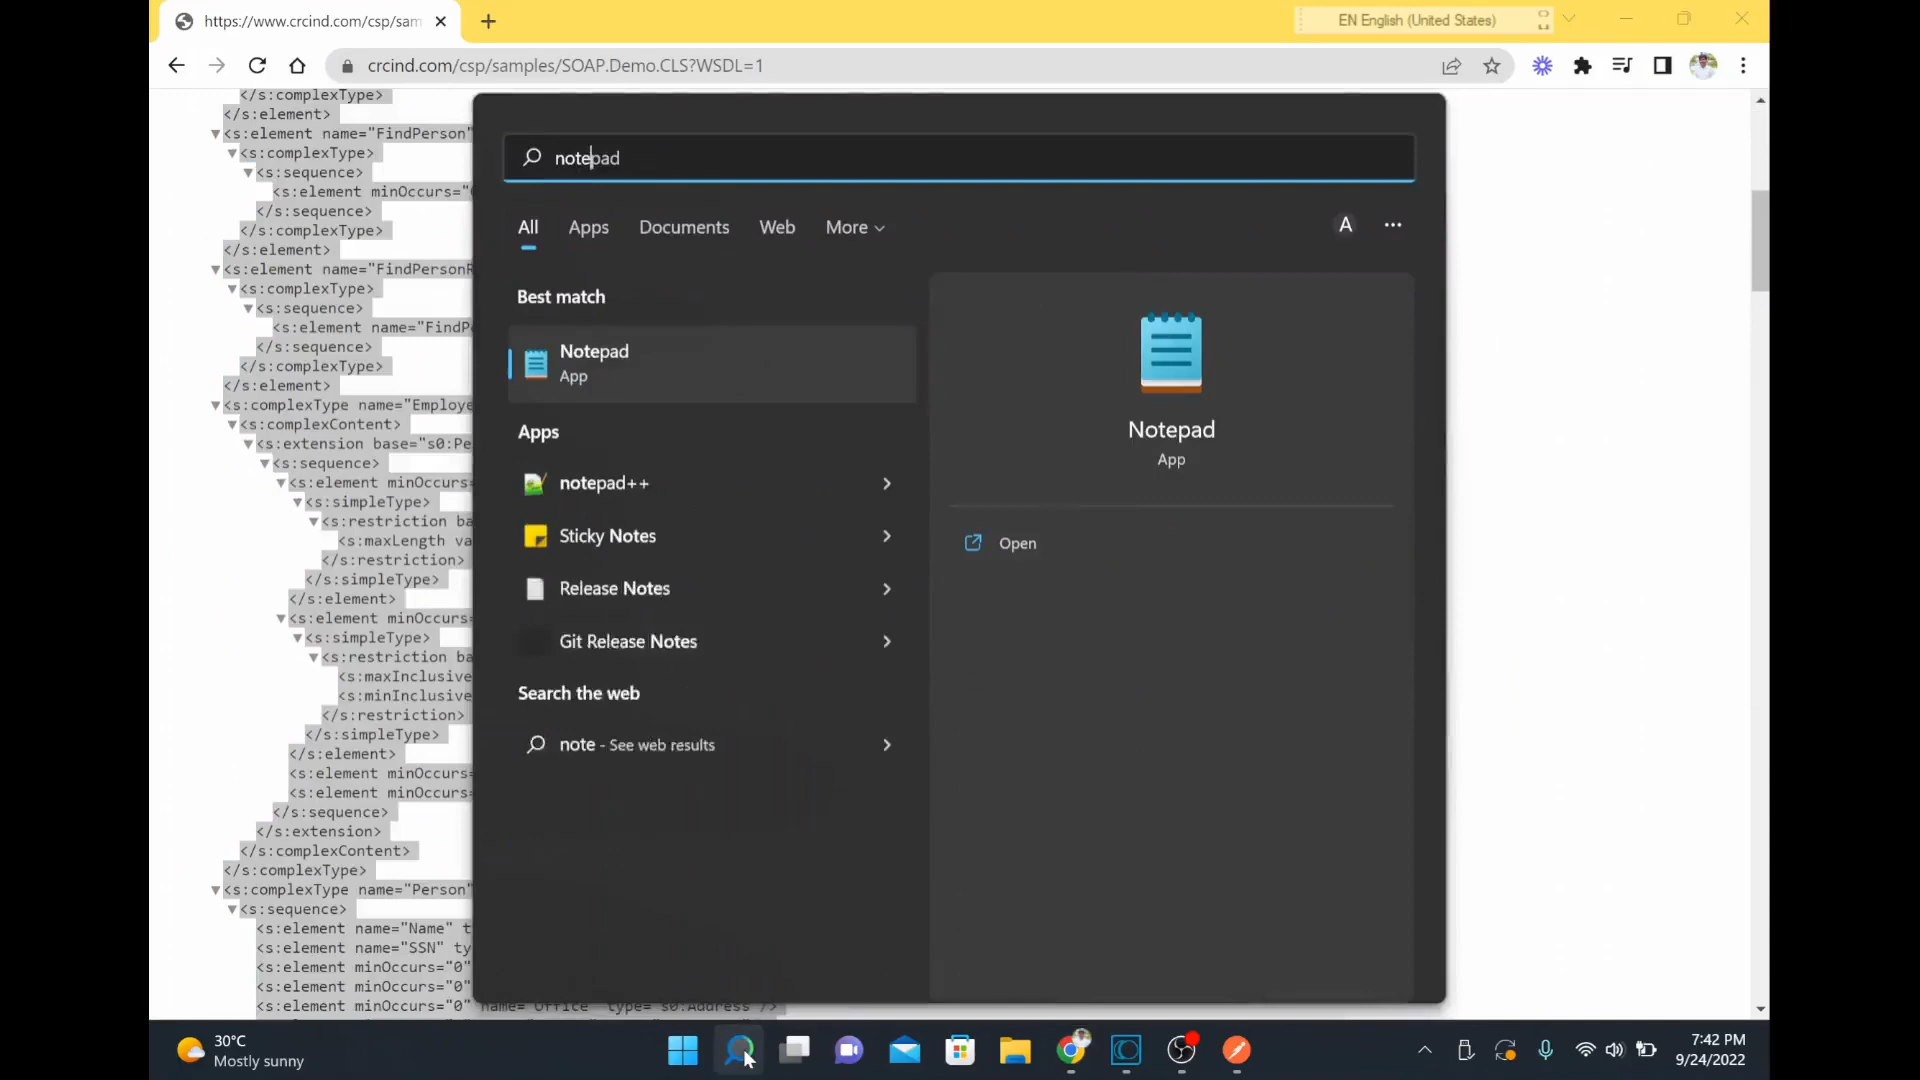 https://www.crcind.com/csp/sam
EN English (United States)
crcind.com/csp/samples/SOAP.Demo.CLS?WSDL=1
</s:complexType>
</s:element>
<s:element name="FindPerson"
<s:complexType>
<s:sequence>
<s:element minOccurs="
</s:sequence>
</s:complexType>
</s:element>
<s:element name="FindPersonR
<s:complexType>
<s:sequence>
<s:element name="FindP
</s:sequence>
</s:complexType>
</s:element>
<s:complexType name="Employe
<s:complexContent>
<s:extension base="s0:Pe
<s:sequence>
<s:element minOccurs=
<s:simpleType>
<s:restriction ba
<s:maxLength va
</s:restriction>
</s:simpleType>
</s:element>
<s:element minOccurs=
<s:simpleType>
<s:restriction ba
<s:maxInclusive
<s:minInclusive
</s:restriction>
</s:simpleType>
</s:element>
<s:element minOccurs=
<s:element minOccurs=
</s:sequence>
</s:extension>
</s:complexContent>
</s:complexType>
<s:complexType name="Person"
<s:sequence>
<s:element name="Name" t
<s:element name="SSN" ty
<s:element minOccurs="0"
<s:element minOccurs="0"
<s:element minOccurs="0" name="Office" type="s0:Address"/>
notepad
All Apps Documents Web More
A
Best match
Notepad
App
Apps
notepad++
Sticky Notes
Release Notes
Git Release Notes
Search the web
note - See web results
Notepad
App
Open
30°C
Mostly sunny
7:42 PM
9/24/2022